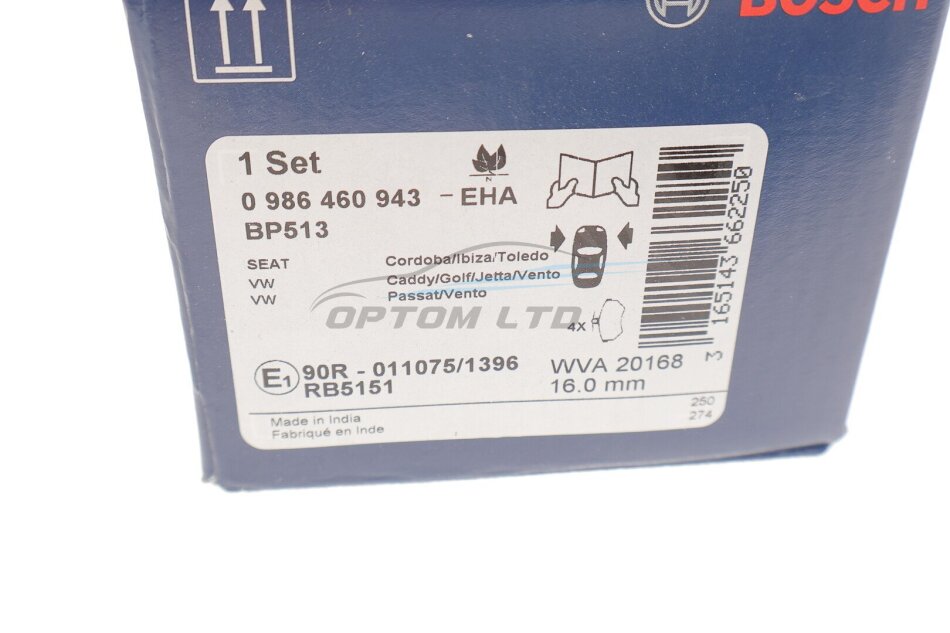 BOSCH
1 Set
N
0 986 460 943 - EHA
BP513
SEAT Cordoba/Ibiza/Toledo
VW Caddy/Golf/Jetta/Vento
VW Passat/Vento
OPTOM LTD.
4X
3 165143 662250
E1 90R - 011075/1396 WVA 20168
RB5151 16.0 mm
Made in India 250
Fabriqué en Inde 274